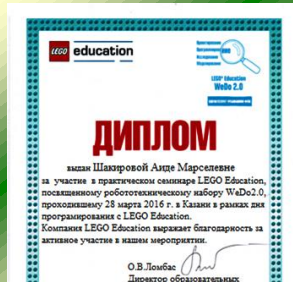 LEGO education
LEGO® Education
WeDo 2.0
ДИПЛОМ
выдан Шакировой Аиде Марселевне
за участие в практическом семинаре LEGO Education,
посвященному робототехническому набору WeDo2.0,
проходившему 28 марта 2016 г. в Казани в рамках дня
программирования с LEGO Education.
Компания LEGO Education выражает благодарность за
активное участие в нашем мероприятии.
О.В.Ломбас
Директор образовательных